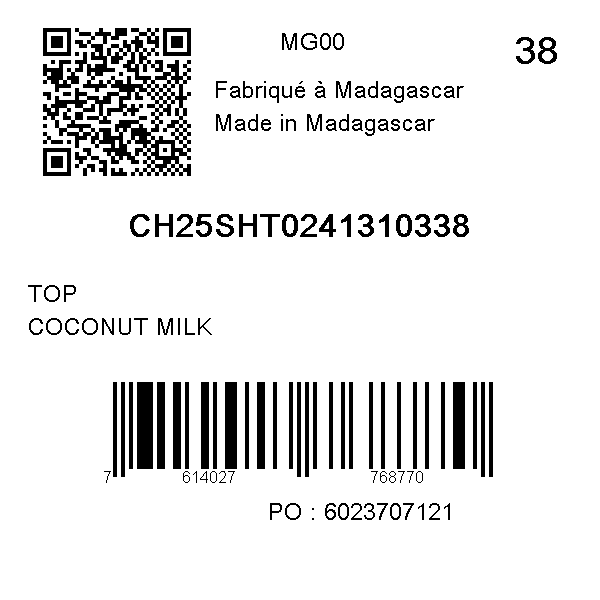 MG00
38
Fabriqué à Madagascar
Made in Madagascar
CH25SHT0241310338
TOP
COCONUT MILK
7 614027 768770
PO : 6023707121